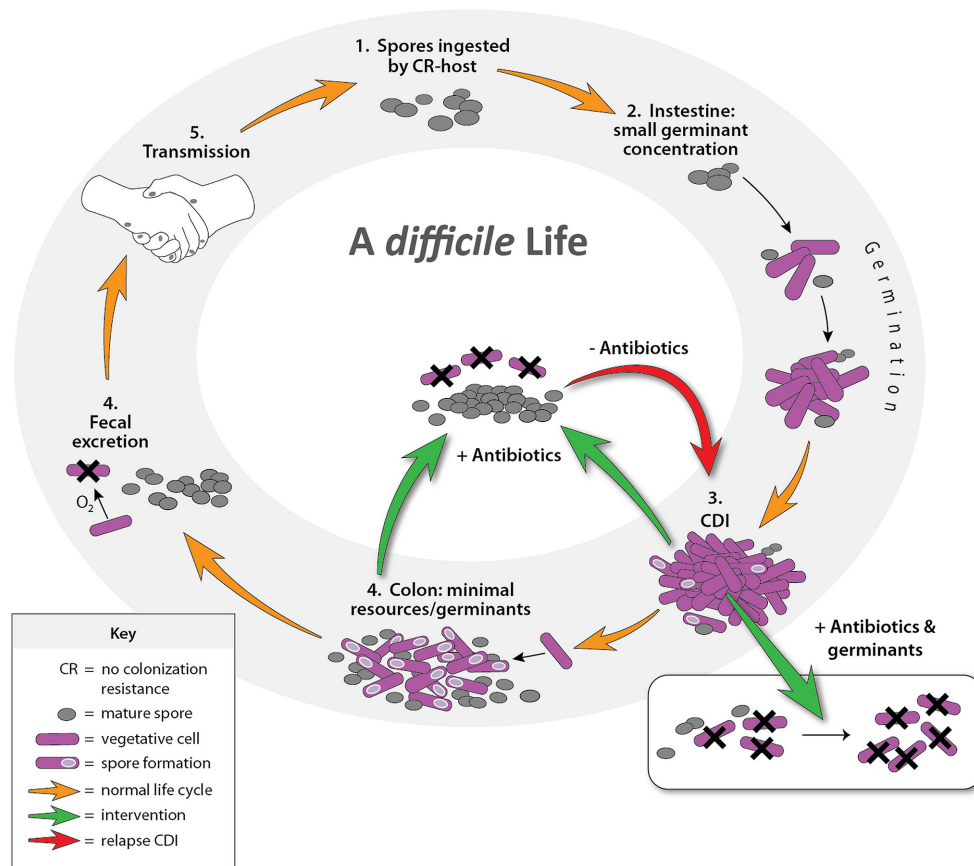 1. Spores ingested
by CR-host
2. Instestine:
small germinant
concentration
5.
Transmission
A difficile Life
Germination
- Antibiotics
+ Antibiotics
4.
Fecal
excretion
O2
3.
CDI
4. Colon: minimal
resources/germinants
+ Antibiotics &
germinants
Key
CR = no colonization
resistance
= mature spore
= vegetative cell
= spore formation
= normal life cycle
= intervention
= relapse CDI